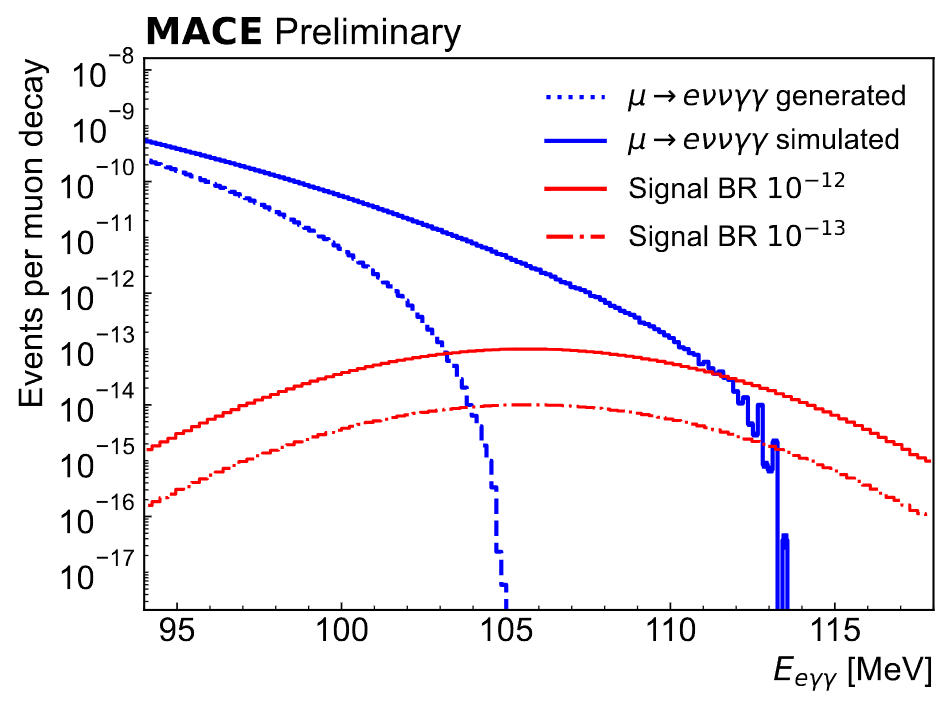 MACE Preliminary
Events per muon decay
10⁻⁸
10⁻⁹
10⁻¹⁰
10⁻¹¹
10⁻¹²
10⁻¹³
10⁻¹⁴
10⁻¹⁵
10⁻¹⁶
10⁻¹⁷
μ → eννγγ generated
μ → eννγγ simulated
Signal BR 10⁻¹²
Signal BR 10⁻¹³
95 100 105 110 115
E_eγγ [MeV]